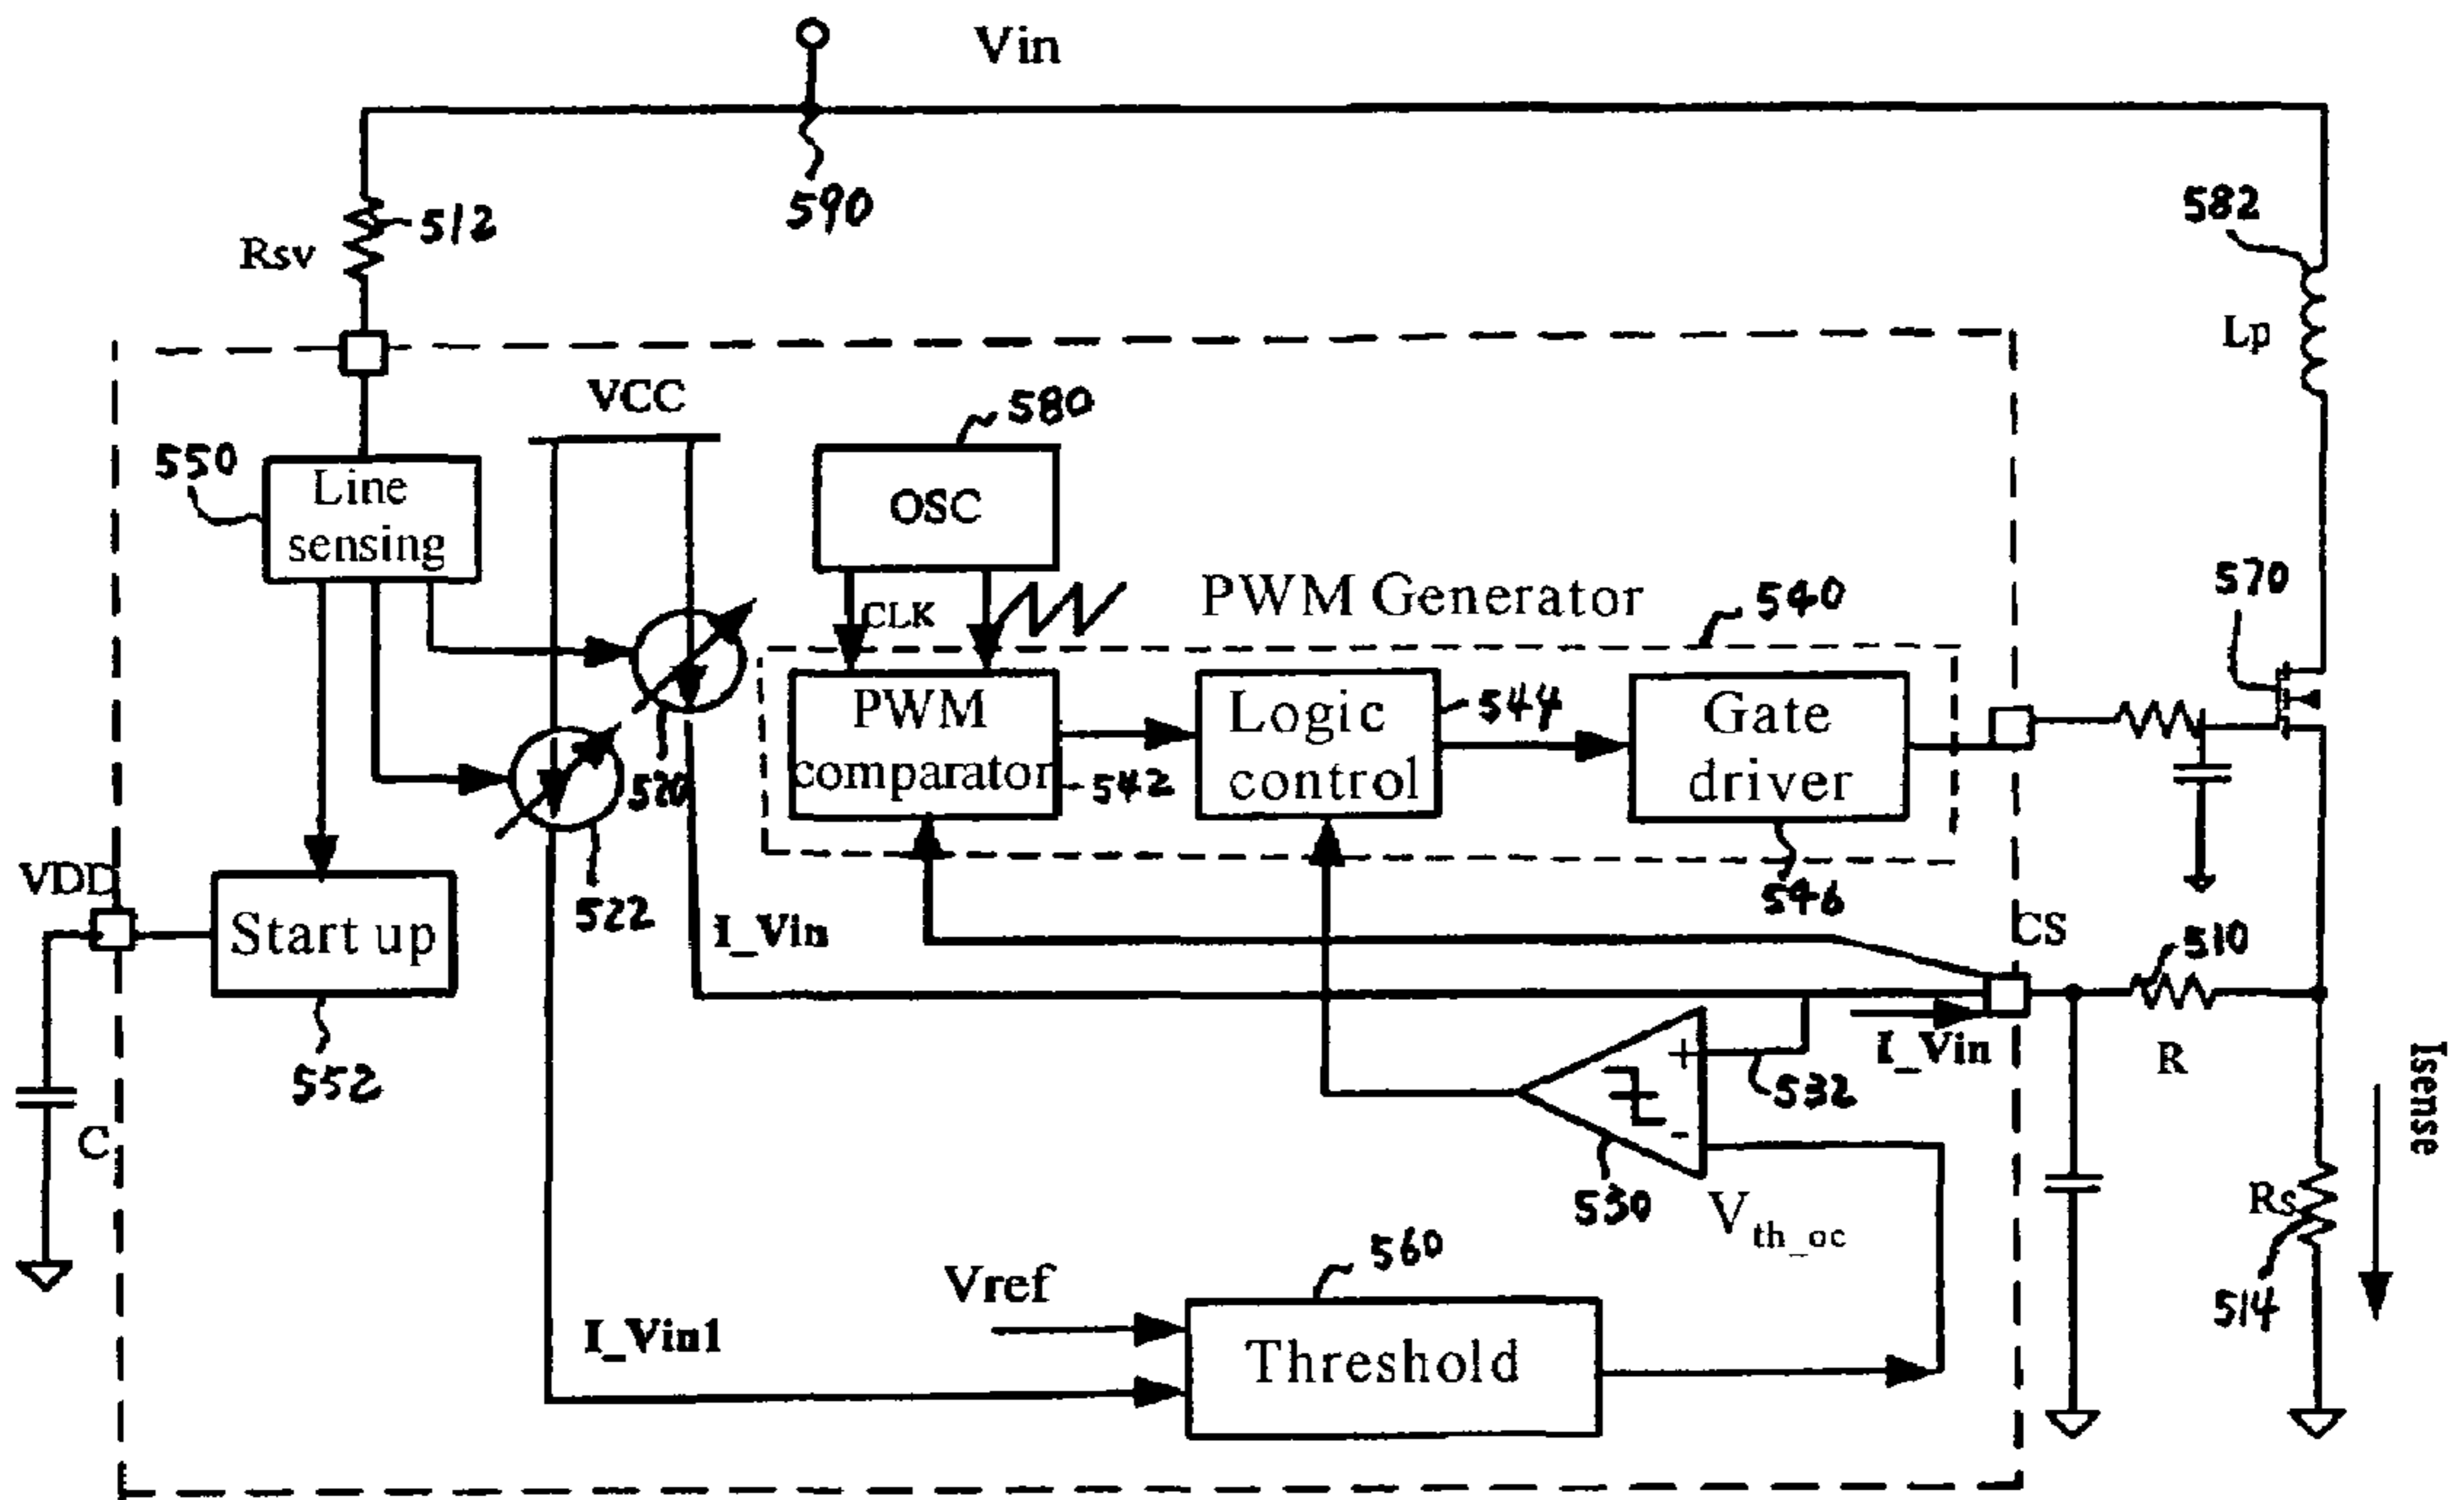 Vin
590
582
512
Rsv
Lp
VCC
580
550
Line
sensing
OSC
CLK
PWM Generator
540
570
PWM
comparator
542
Logic
control
544
Gate
driver
520
522
546
VDD
Start up
I_Vin
CS
510
552
C
532
I_Vin
R
Isense
530
V
th_oc
Rs
514
560
Vref
I_Vin1
Threshold
+
-